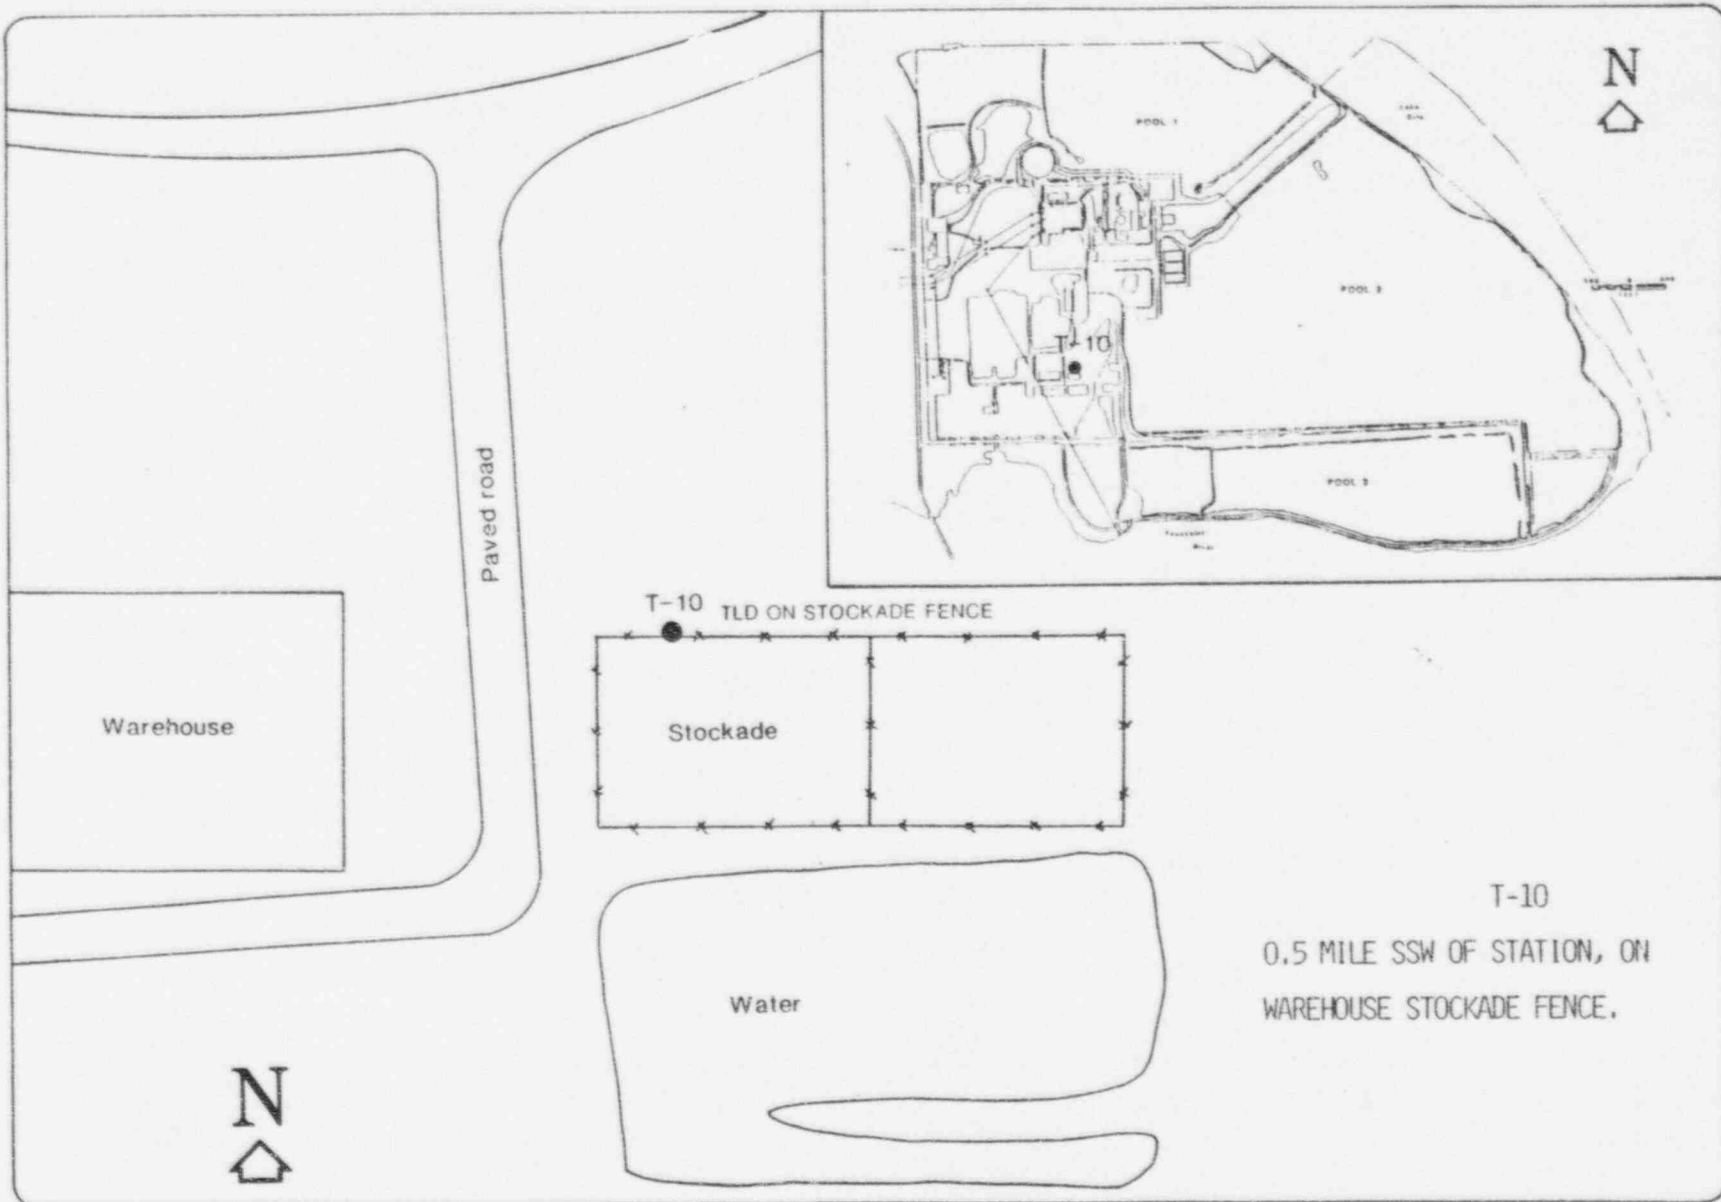 N
POOL 1
POOL 2
T-10
POOL 3
Paved road
T-10
TLD ON STOCKADE FENCE
Warehouse
Stockade
Water
T-10
0.5 MILE SSW OF STATION, ON
WAREHOUSE STOCKADE FENCE.
N